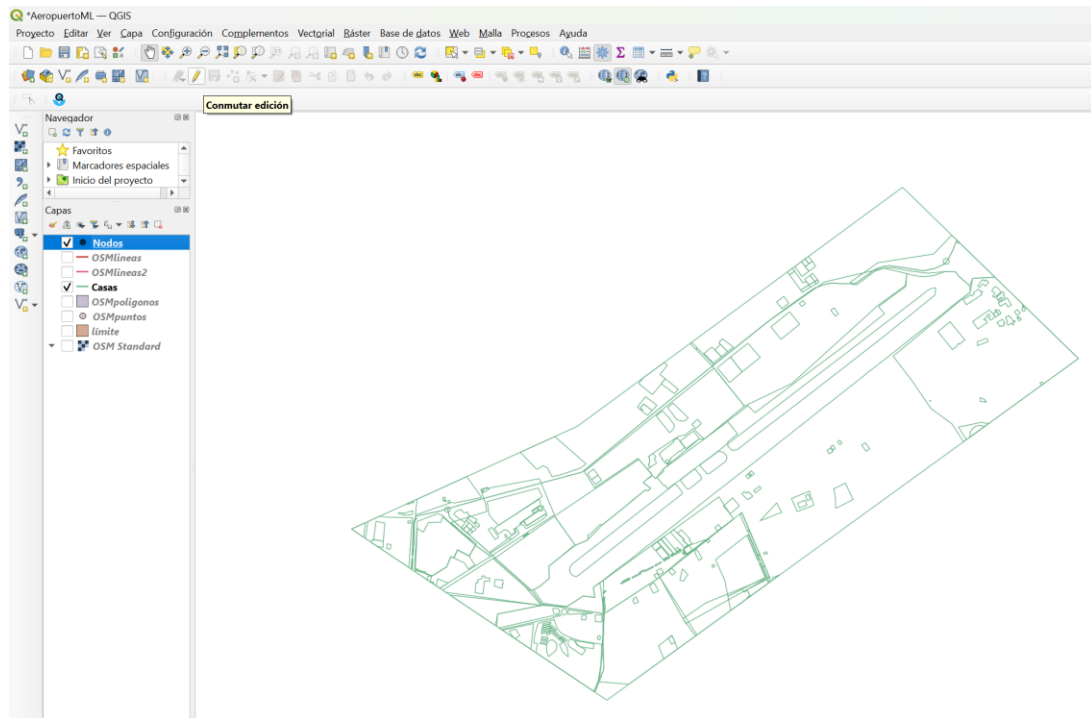 *AeropuertoML — QGIS
Proyecto Editar Ver Capa Configuración Complementos Vectorial Ráster Base de datos Web Malla Procesos Ayuda
Conmutar edición
Navegador
Favoritos
Marcadores espaciales
Inicio del proyecto
Capas
Nodos
OSMlineas
OSMlineas2
Casas
OSMpoligonos
OSMpuntos
límite
OSM Standard